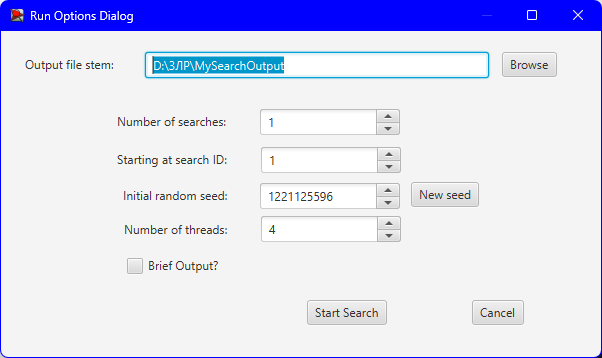 Run Options Dialog
Output file stem: D:\ЗЛР\MySearchOutput Browse
Number of searches: 1
Starting at search ID: 1
Initial random seed: 1221125596 New seed
Number of threads: 4
Brief Output?
Start Search Cancel